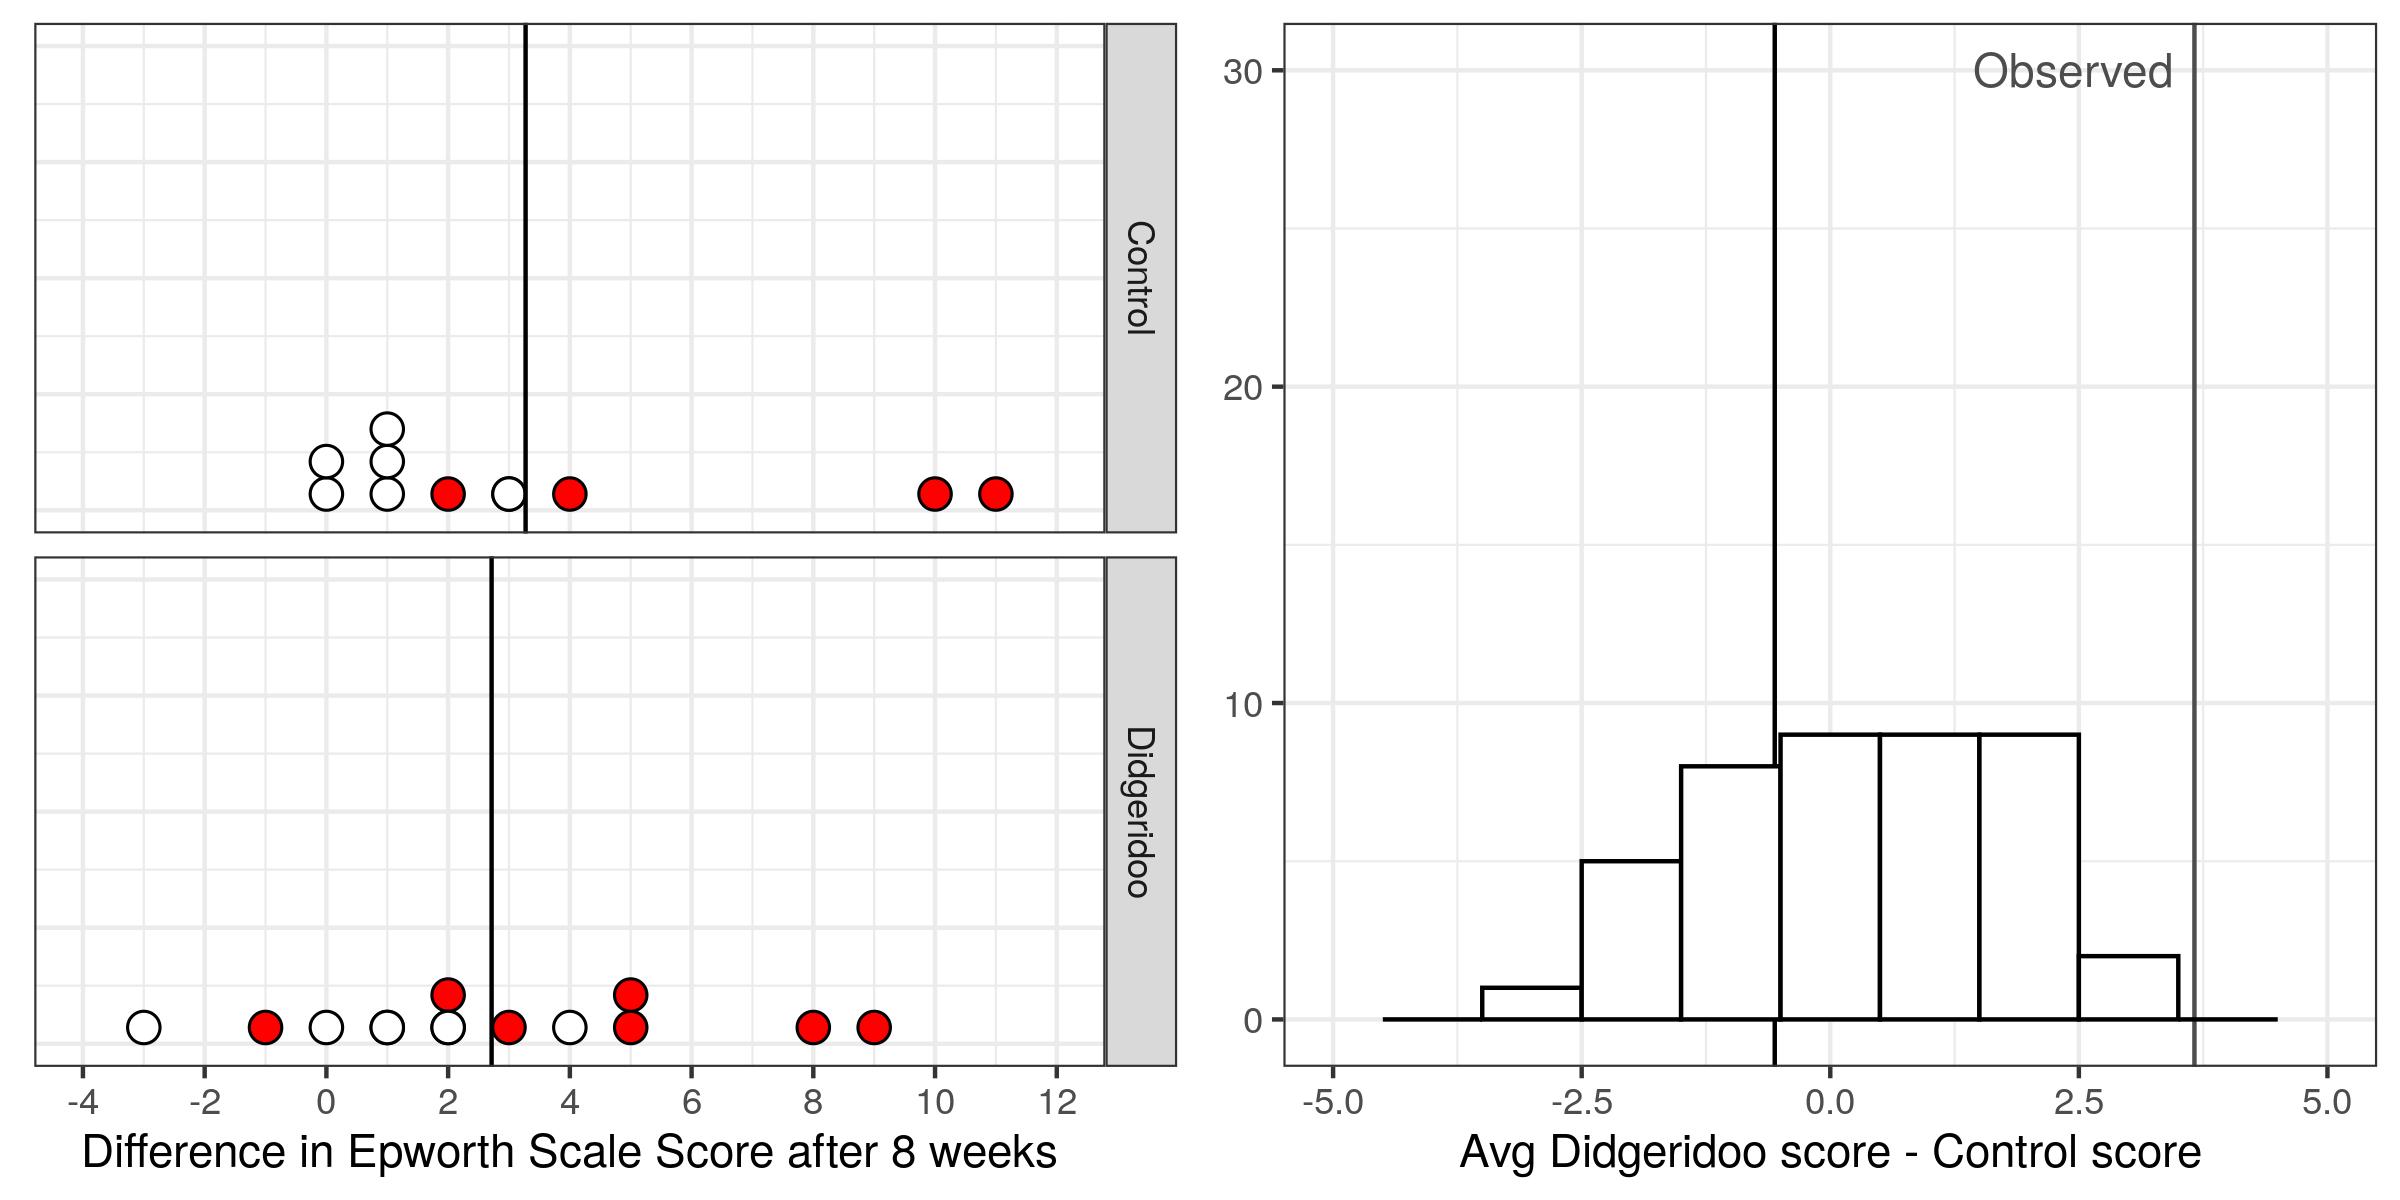 Control
Didgeridoo
-4 -2 0 2 4 6 8 10 12
Difference in Epworth Scale Score after 8 weeks
Observed
30
20
10
0
-5.0 -2.5 0.0 2.5 5.0
Avg Didgeridoo score - Control score